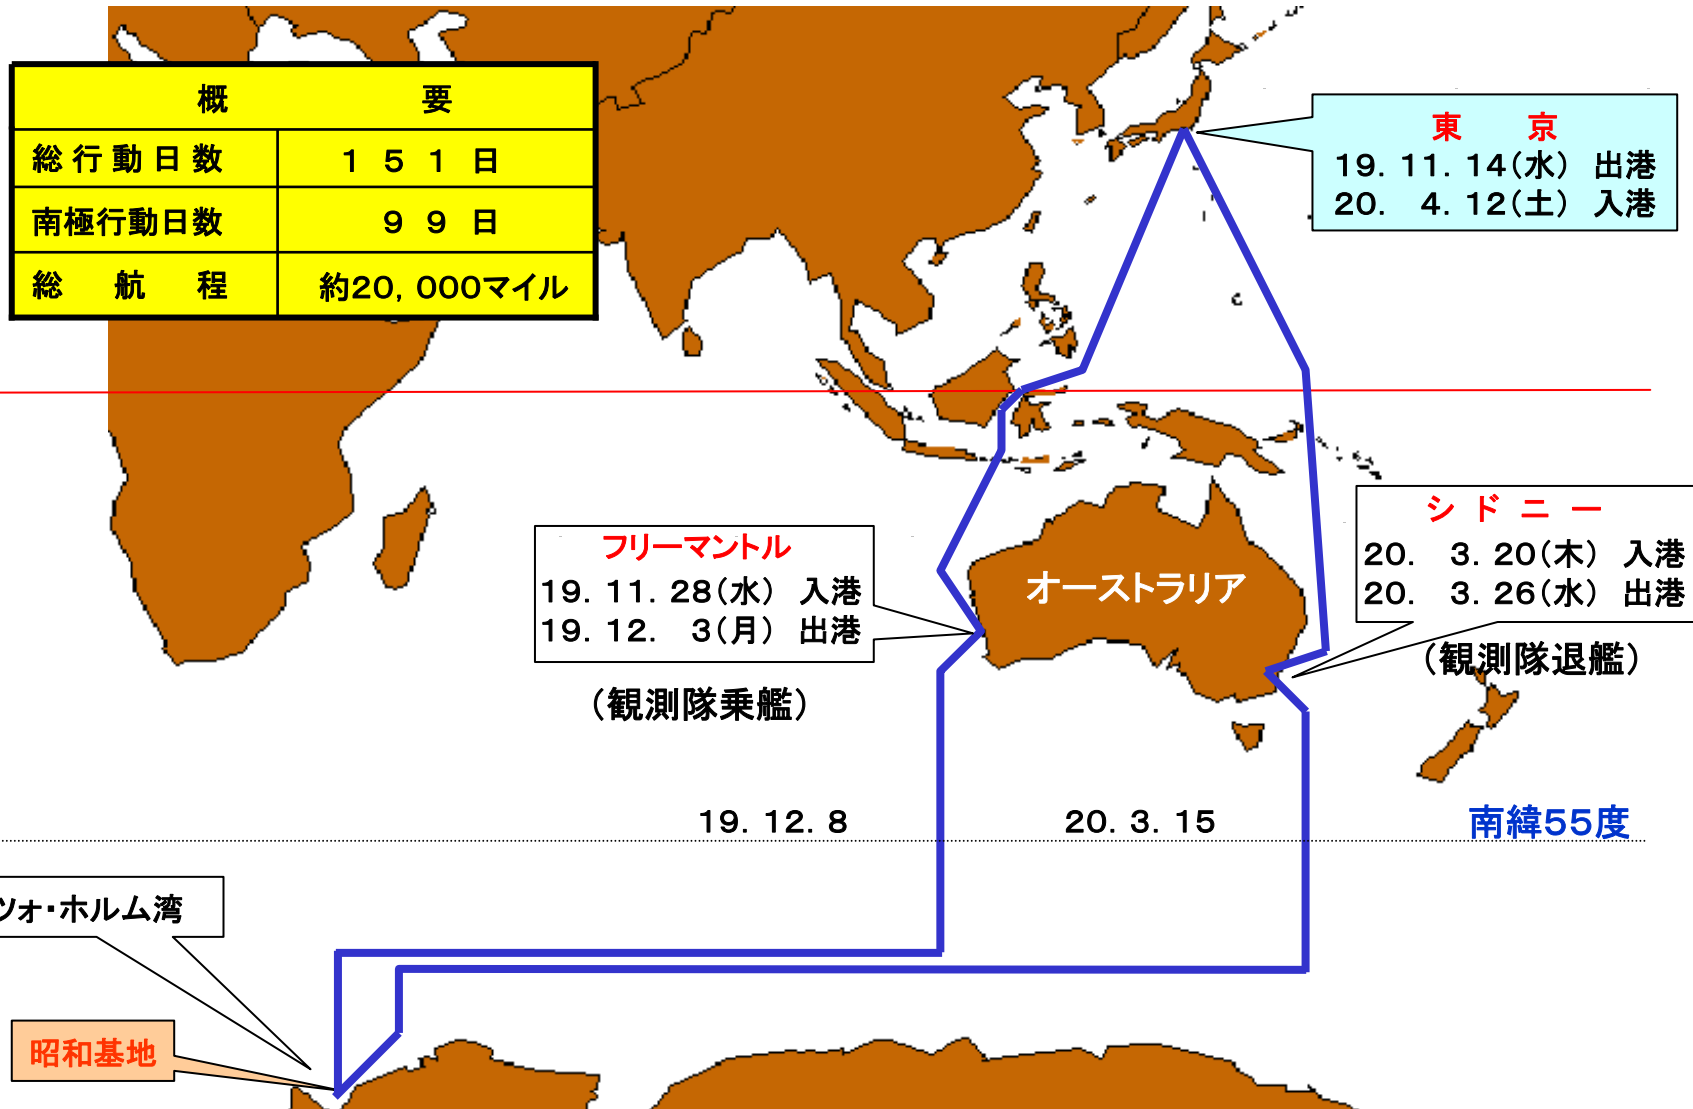 概 要
総行動日数 151日
南極行動日数 99日
総航程 約20,000マイル
東京
19.11.14(水) 出港
20. 4.12(土) 入港
シドニー
20. 3.20(木) 入港
20. 3.26(水) 出港
(観測隊退艦)
フリーマントル
19.11.28(水) 入港
19.12. 3(月) 出港
(観測隊乗艦)
オーストラリア
19.12.8
20.3.15
南緯55度
ツォ・ホルム湾
昭和基地